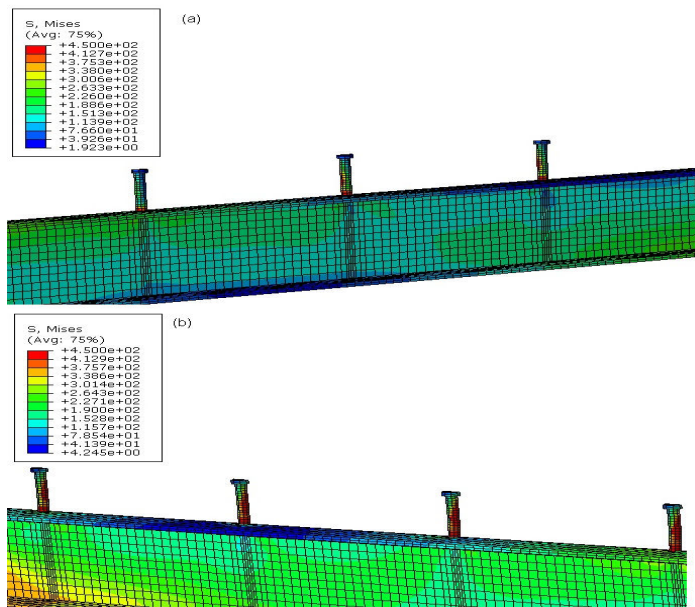 (a)
S, Mises
(Avg: 75%)
+4.500e+02
+4.127e+02
+3.753e+02
+3.380e+02
+3.006e+02
+2.633e+02
+2.260e+02
+1.886e+02
+1.513e+02
+1.139e+02
+7.660e+01
+3.926e+01
+1.923e+00
(b)
S, Mises
(Avg: 75%)
+4.500e+02
+4.129e+02
+3.757e+02
+3.386e+02
+3.014e+02
+2.643e+02
+2.271e+02
+1.900e+02
+1.528e+02
+1.157e+02
+7.854e+01
+4.139e+01
+4.245e+00